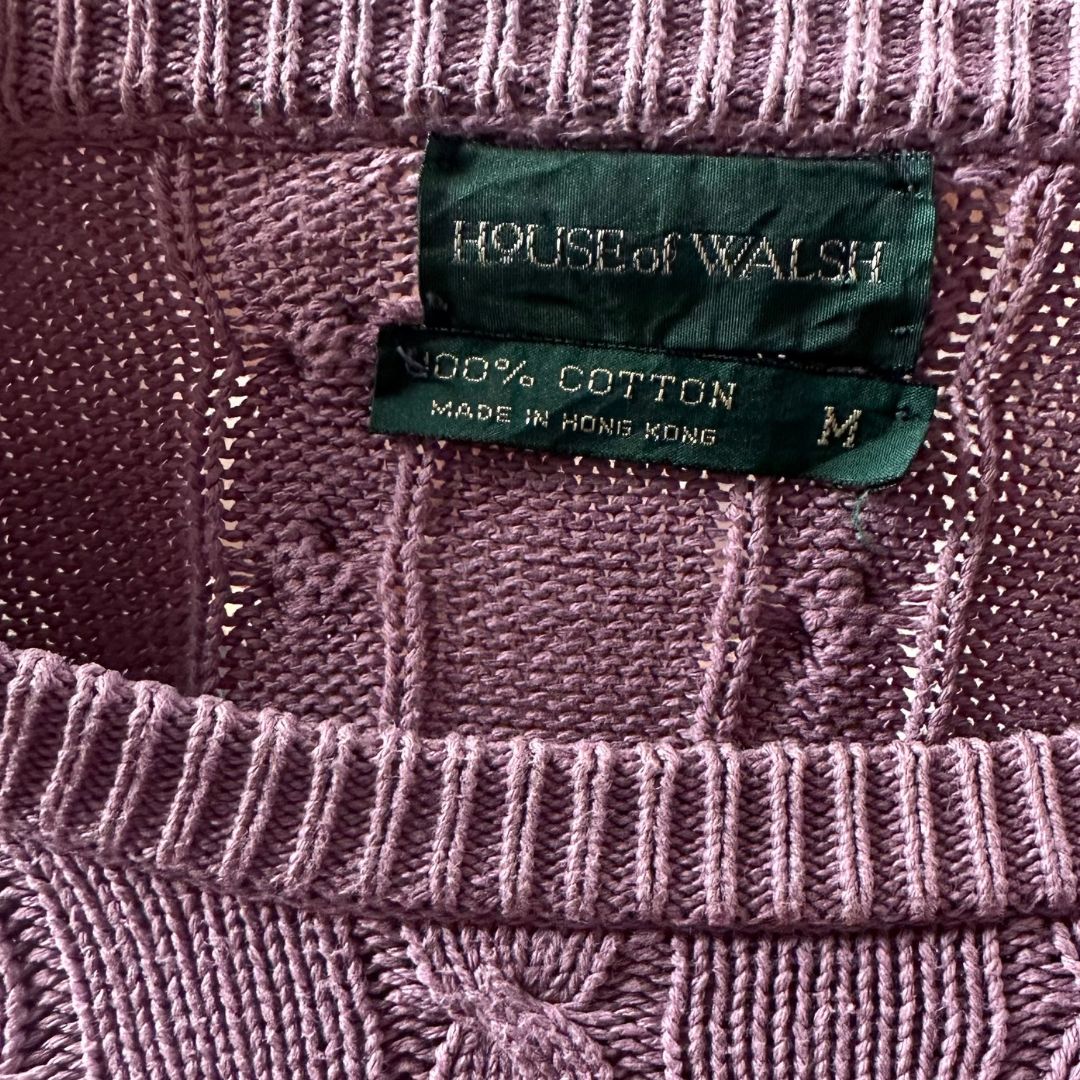 HOUSE of WALSH
100% COTTON
MADE IN HONG KONG
M